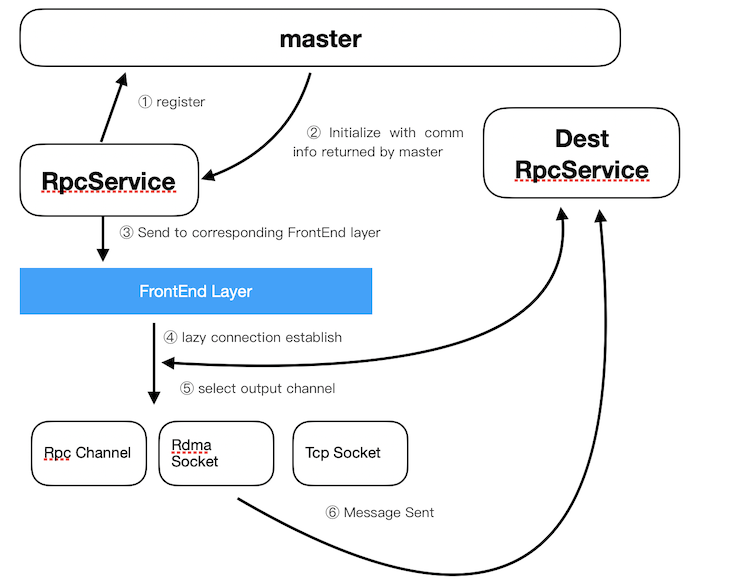 master
① register
② Initialize with comm
info returned by master
Dest
RpcService
RpcService
③ Send to corresponding FrontEnd layer
FrontEnd Layer
④ lazy connection establish
⑤ select output channel
Rpc Channel
Rdma
Socket
Tcp Socket
⑥ Message Sent